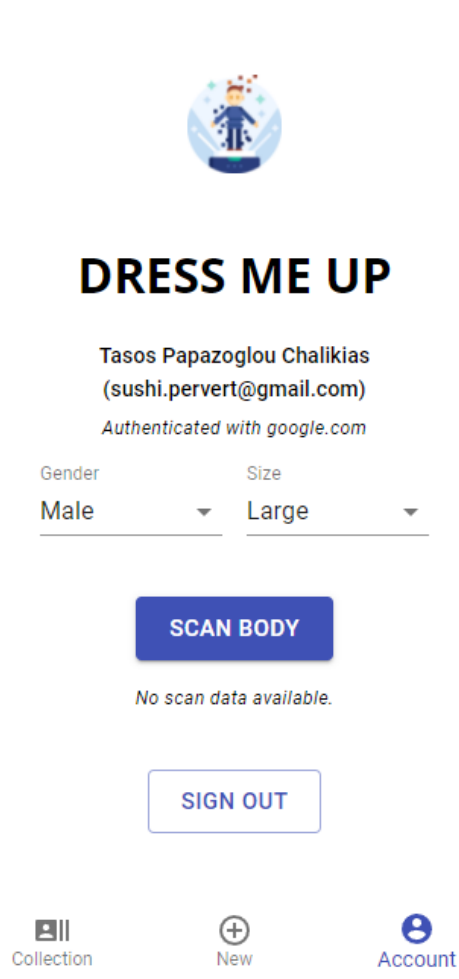 DRESS ME UP
Tasos Papazoglou Chalikias
(sushi.pervert@gmail.com)
Authenticated with google.com
Gender Size
Male Large
SCAN BODY
No scan data available.
SIGN OUT
Collection New Account